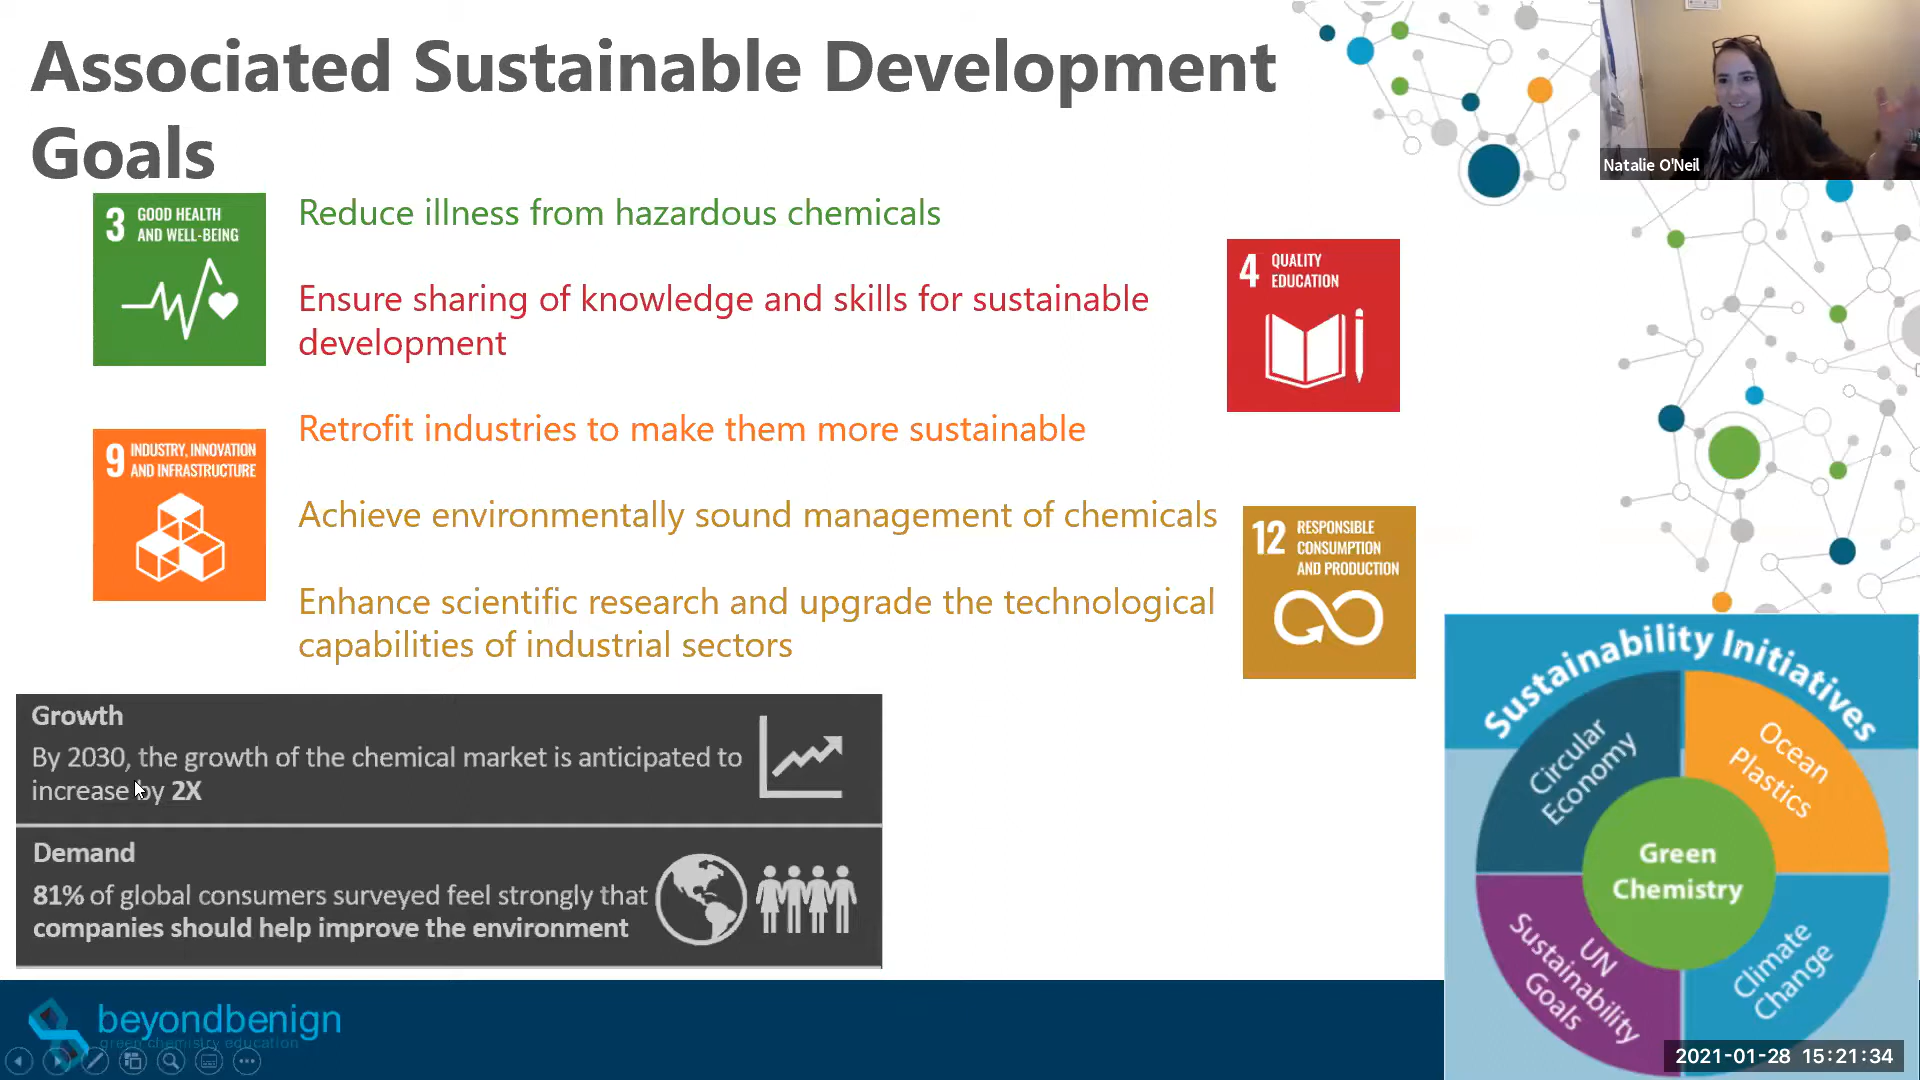 Associated Sustainable Development
Goals
Natalie O'Neil
3 GOOD HEALTH
AND WELL-BEING
Reduce illness from hazardous chemicals
Ensure sharing of knowledge and skills for sustainable
development
4 QUALITY
EDUCATION
Retrofit industries to make them more sustainable
9 INDUSTRY, INNOVATION
AND INFRASTRUCTURE
Achieve environmentally sound management of chemicals
Enhance scientific research and upgrade the technological
capabilities of industrial sectors
12 RESPONSIBLE
CONSUMPTION
AND PRODUCTION
Growth
By 2030, the growth of the chemical market is anticipated to
increase by 2X
Demand
81% of global consumers surveyed feel strongly that
companies should help improve the environment
Sustainability Initiatives
Circular
Economy
Ocean
Plastics
Green
Chemistry
UN
Sustainability
Goals
Climate
Change
beyondbenign
green chemistry education
2021-01-28 15:21:34